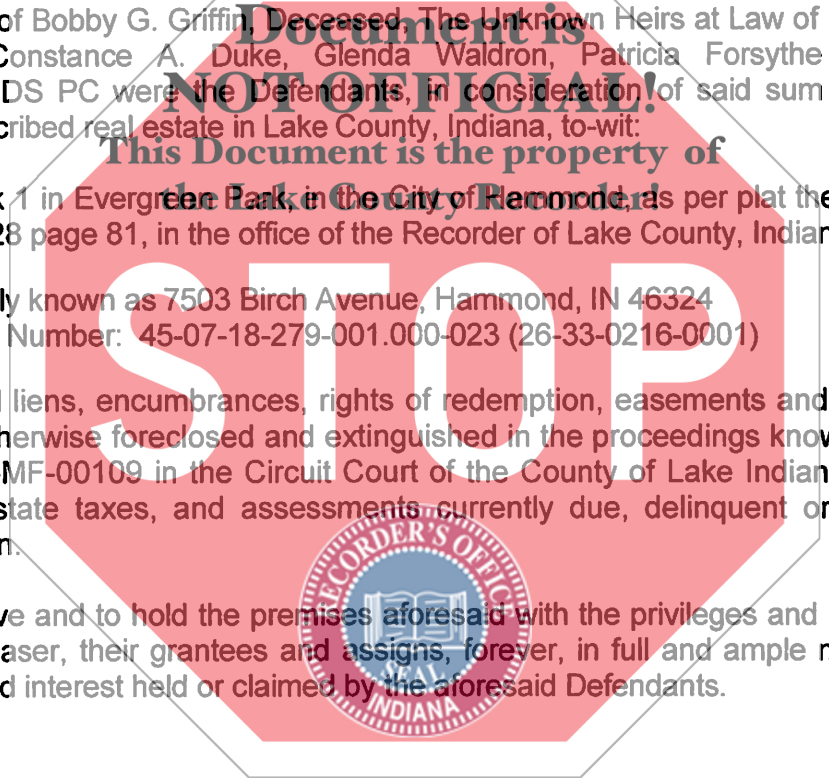 of Bobby G. Griffin, Deceased, The Unknown Heirs at Law of
Document is
Constance A. Duke, Glenda Waldron, Patricia Forsythe
NOT OFFICIAL!
DS PC were the Defendants, in consideration of said sum
cribed real estate in Lake County, Indiana, to-wit:
This Document is the property of
the Lake County Recorder!
1 in Evergreen Park, in the City of Hammond, as per plat the
28 page 81, in the office of the Recorder of Lake County, Indian
STOP
ly known as 7503 Birch Avenue, Hammond, IN 46324
Number: 45-07-18-279-001.000-023 (26-33-0216-0001)
liens, encumbrances, rights of redemption, easements and
herwise foreclosed and extinguished in the proceedings know
MF-00109 in the Circuit Court of the County of Lake Indian
state taxes, and assessments currently due, delinquent or
n.
RECORDER'S OFFICE
ve and to hold the premises aforesaid with the privileges and
aser, their grantees and assigns, forever, in full and ample
d interest held or claimed by the aforesaid Defendants.
SEAL
INDIANA